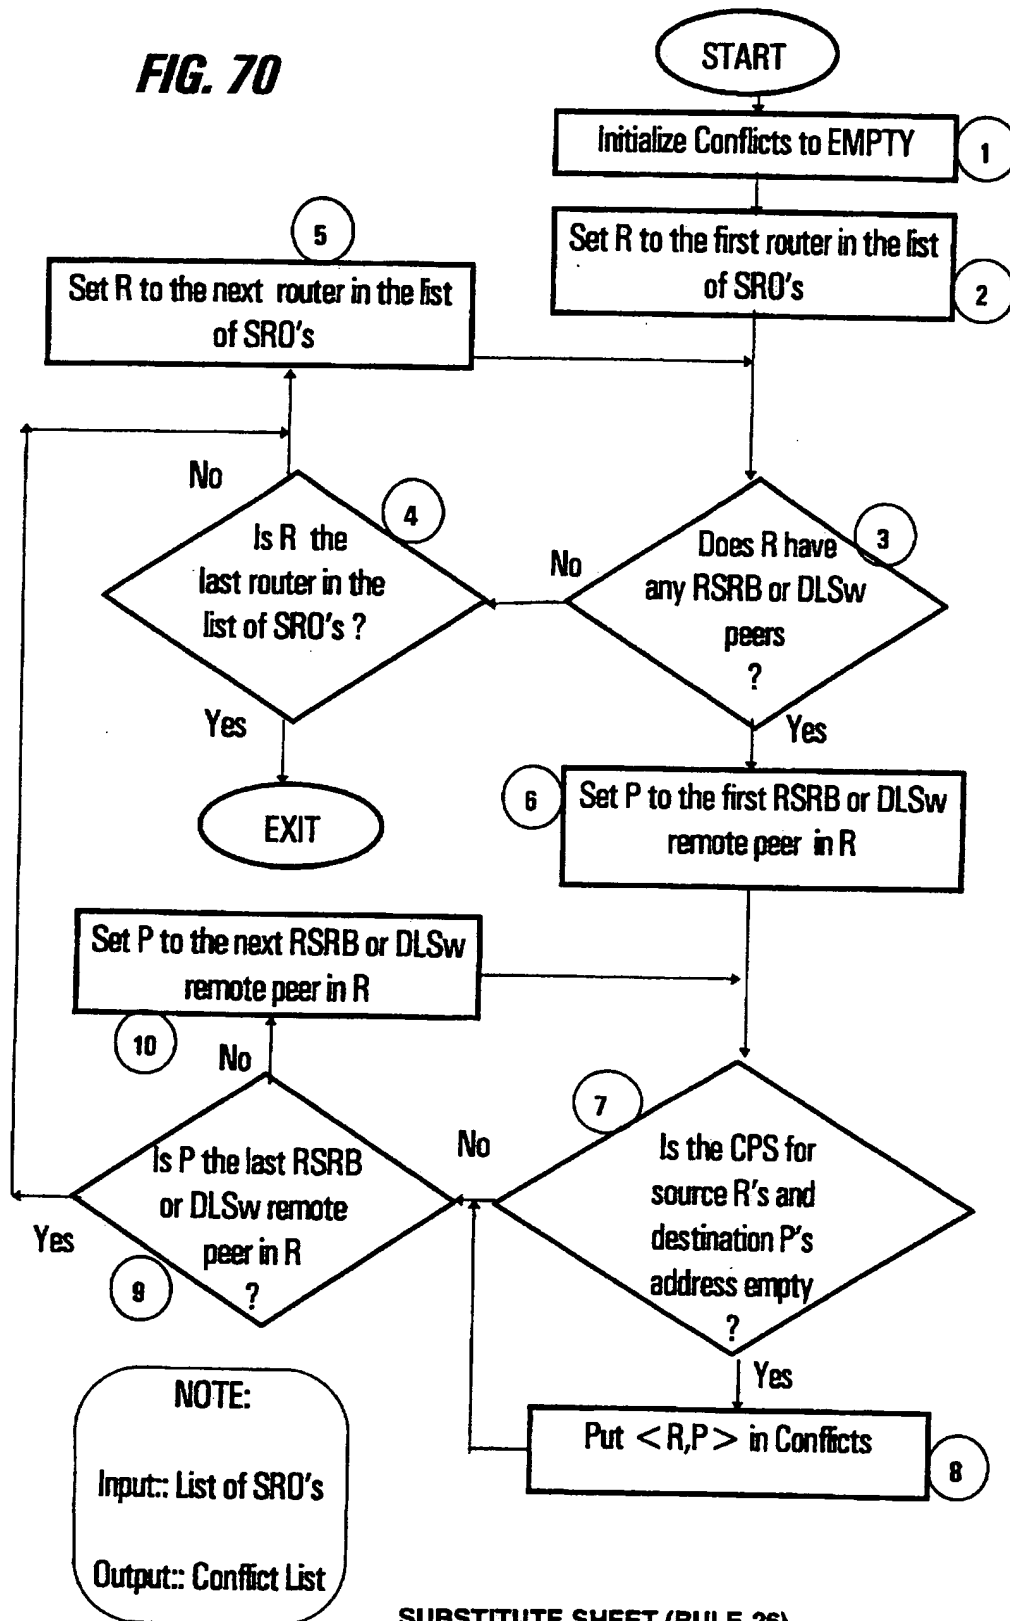 FIG. 70
START
Initialize Conflicts to EMPTY
1
Set R to the first router in the list
of SRO's
2
5
Set R to the next router in the list
of SRO's
No
4
Is R the
last router in the
list of SRO's ?
Yes
EXIT
No
3
Does R have
any RSRB or DLSw
peers
?
Yes
6
Set P to the first RSRB or DLSw
remote peer in R
Set P to the next RSRB or DLSw
remote peer in R
10
No
Is P the last RSRB
or DLSw remote
peer in R
?
Yes
9
No
7
Is the CPS for
source R's and
destination P's
address empty
?
Yes
Put <R,P> in Conflicts
8
NOTE:
Input:: List of SRO's
Output:: Conflict List
SUBSTITUTE SHEET (RULE 26)